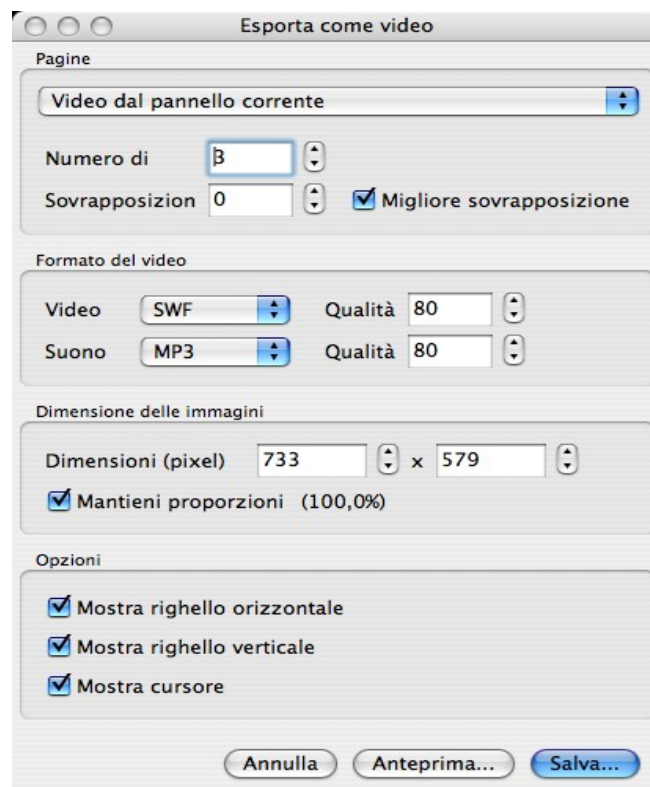 Esporta come video
Pagine
Video dal pannello corrente
Numero di 3
Sovrapposizion 0 Migliore sovrapposizione
Formato del video
Video SWF Qualità 80
Suono MP3 Qualità 80
Dimensione delle immagini
Dimensioni (pixel) 733 x 579
Mantieni proporzioni (100,0%)
Opzioni
Mostra righello orizzontale
Mostra righello verticale
Mostra cursore
Annulla Anteprima... Salva...